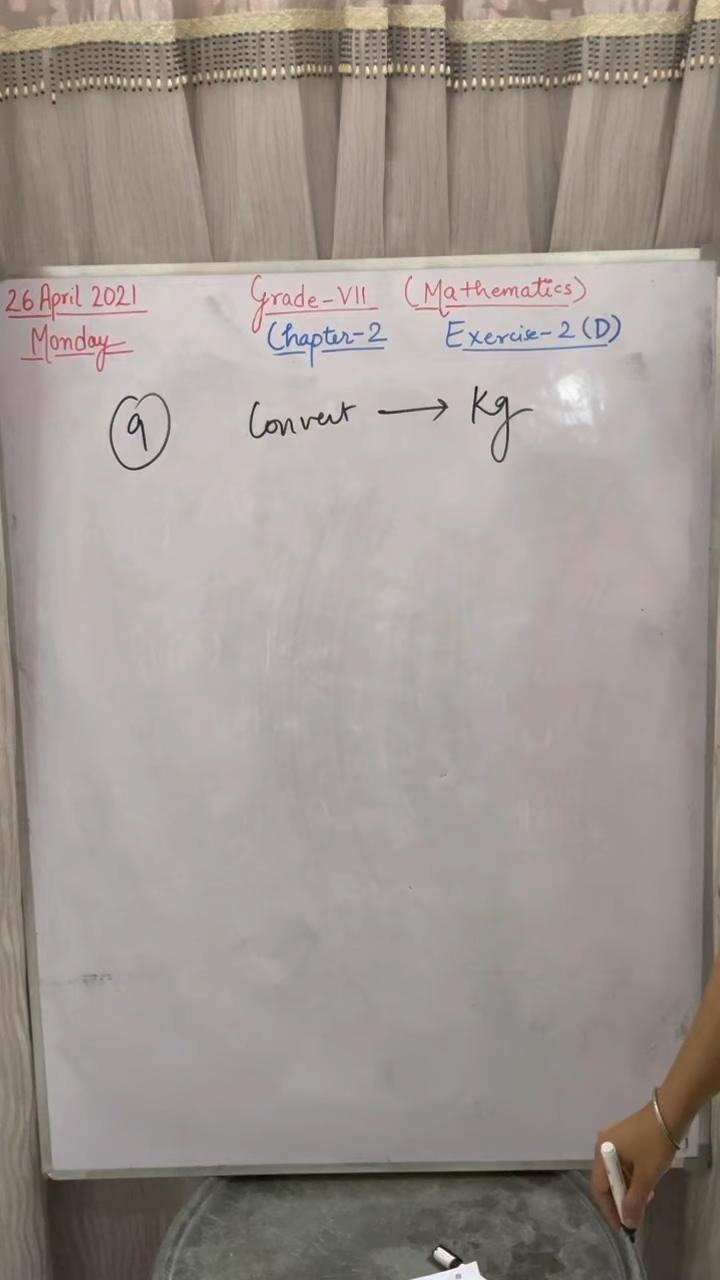 26 April 2021 Grade-VII (Mathematics)
Monday Chapter-2 Exercise-2 (D)
9 Convert → Kg